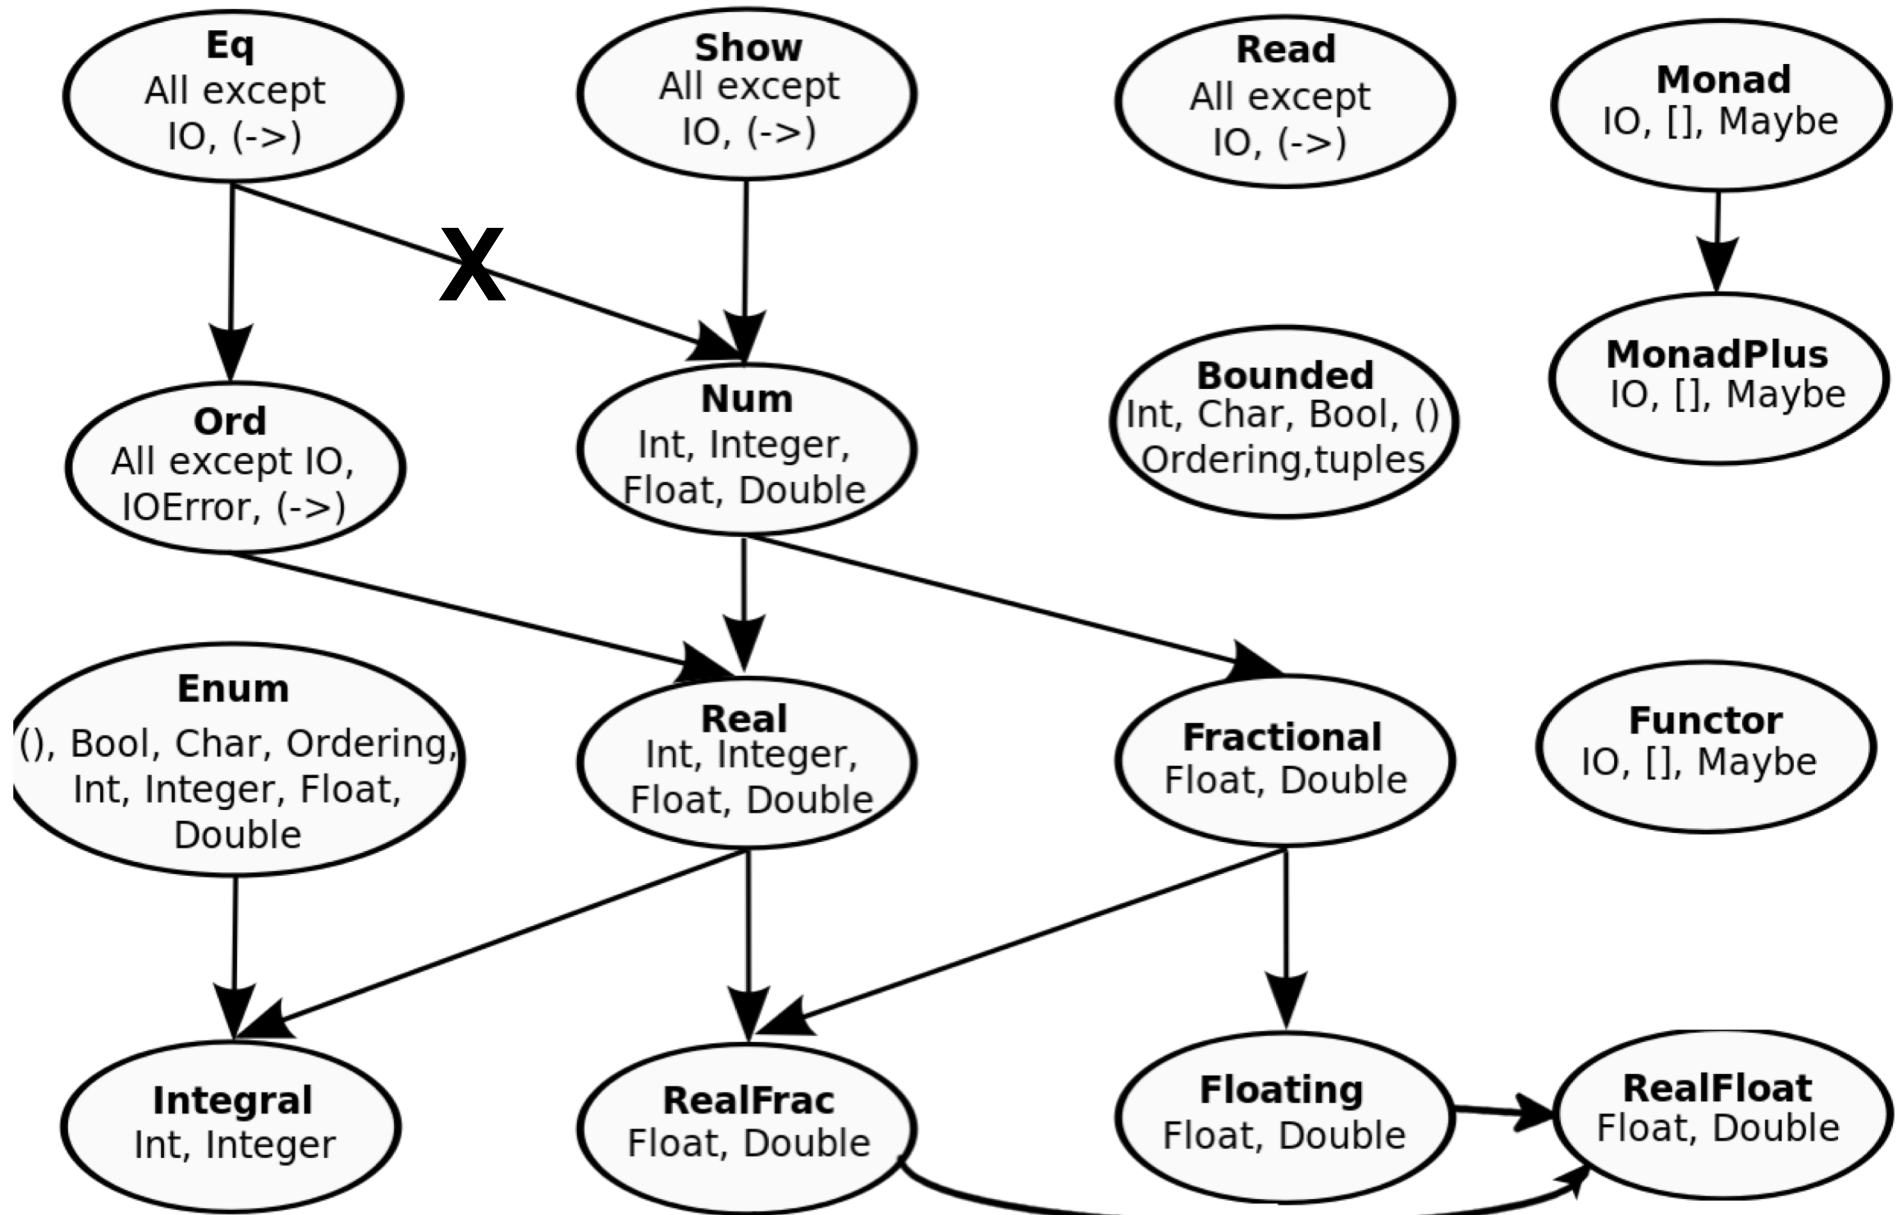 Eq
All except
IO, (->)
Show
All except
IO, (->)
Read
All except
IO, (->)
Monad
IO, [], Maybe
X
Ord
All except IO,
IOError, (->)
Num
Int, Integer,
Float, Double
Bounded
Int, Char, Bool, ()
Ordering,tuples
MonadPlus
IO, [], Maybe
Enum
(), Bool, Char, Ordering,
Int, Integer, Float,
Double
Real
Int, Integer,
Float, Double
Fractional
Float, Double
Functor
IO, [], Maybe
Integral
Int, Integer
RealFrac
Float, Double
Floating
Float, Double
RealFloat
Float, Double